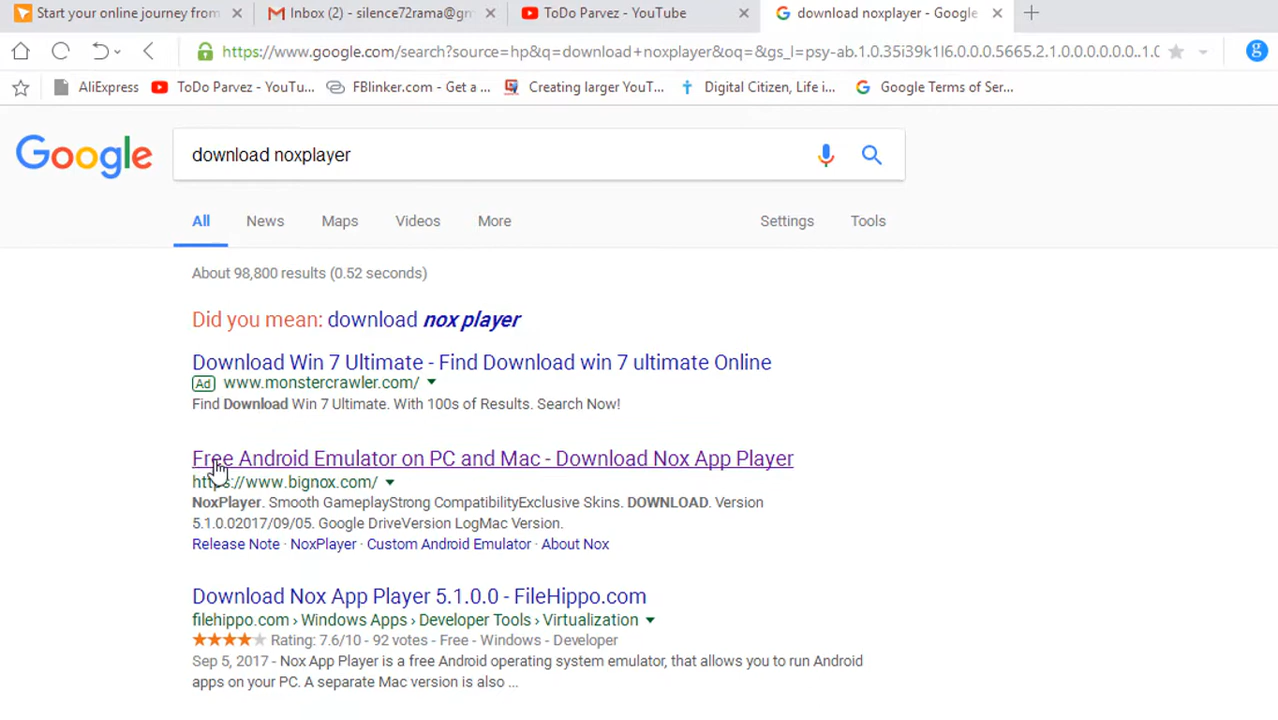 Start your online journey from
Inbox (2) - silence72rama@gm
ToDo Parvez - YouTube
download noxplayer - Google
https://www.google.com/search?source=hp&q=download+noxplayer&oq=&gs_l=psy-ab.1.0.35i39k1l6.0.0.0.5665.2.1.0.0.0.0.0.0..1.0
AliExpress
ToDo Parvez - YouTu...
FBlinker.com - Get a ...
Creating larger YouT...
Digital Citizen, Life i...
Google Terms of Ser...
Google
download noxplayer
All
News
Maps
Videos
More
Settings
Tools
About 98,800 results (0.52 seconds)
Did you mean: download nox player
Download Win 7 Ultimate - Find Download win 7 ultimate Online
Ad www.monstercrawler.com/
Find Download Win 7 Ultimate. With 100s of Results. Search Now!
Free Android Emulator on PC and Mac - Download Nox App Player
https://www.bignox.com/
NoxPlayer. Smooth GameplayStrong CompatibilityExclusive Skins. DOWNLOAD. Version
5.1.0.02017/09/05. Google DriveVersion LogMac Version.
Release Note · NoxPlayer · Custom Android Emulator · About Nox
Download Nox App Player 5.1.0.0 - FileHippo.com
filehippo.com › Windows Apps › Developer Tools › Virtualization
Rating: 7.6/10 - 92 votes - Free - Windows - Developer
Sep 5, 2017 - Nox App Player is a free Android operating system emulator, that allows you to run Android
apps on your PC. A separate Mac version is also ...